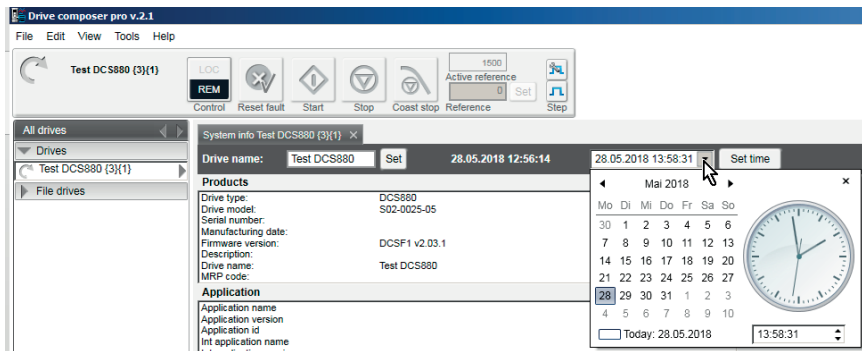 Drive composer pro v.2.1
File Edit View Tools Help
Test DCS880 {3}{1}
LOC
REM
Control
Reset fault
Start
Stop
Coast stop
1500
Active reference
0 Set
Reference
Step
All drives
Drives
Test DCS880 {3}{1}
File drives
System info Test DCS880 {3}{1} ×
Drive name: Test DCS880 Set 28.05.2018 12:56:14 28.05.2018 13:58:31 Set time
Products
Drive type: DCS880
Drive model: S02-0025-05
Serial number:
Manufacturing date:
Firmware version: DCSF1 v2.03.1
Description:
Drive name: Test DCS880
MRP code:
Application
Application name
Application version
Application id
Int application name
Mai 2018 ×
Mo Di Mi Do Fr Sa So
30 1 2 3 4 5 6
7 8 9 10 11 12 13
14 15 16 17 18 19 20
21 22 23 24 25 26 27
28 29 30 31 1 2 3
4 5 6 7 8 9 10
Today: 28.05.2018
13:58:31